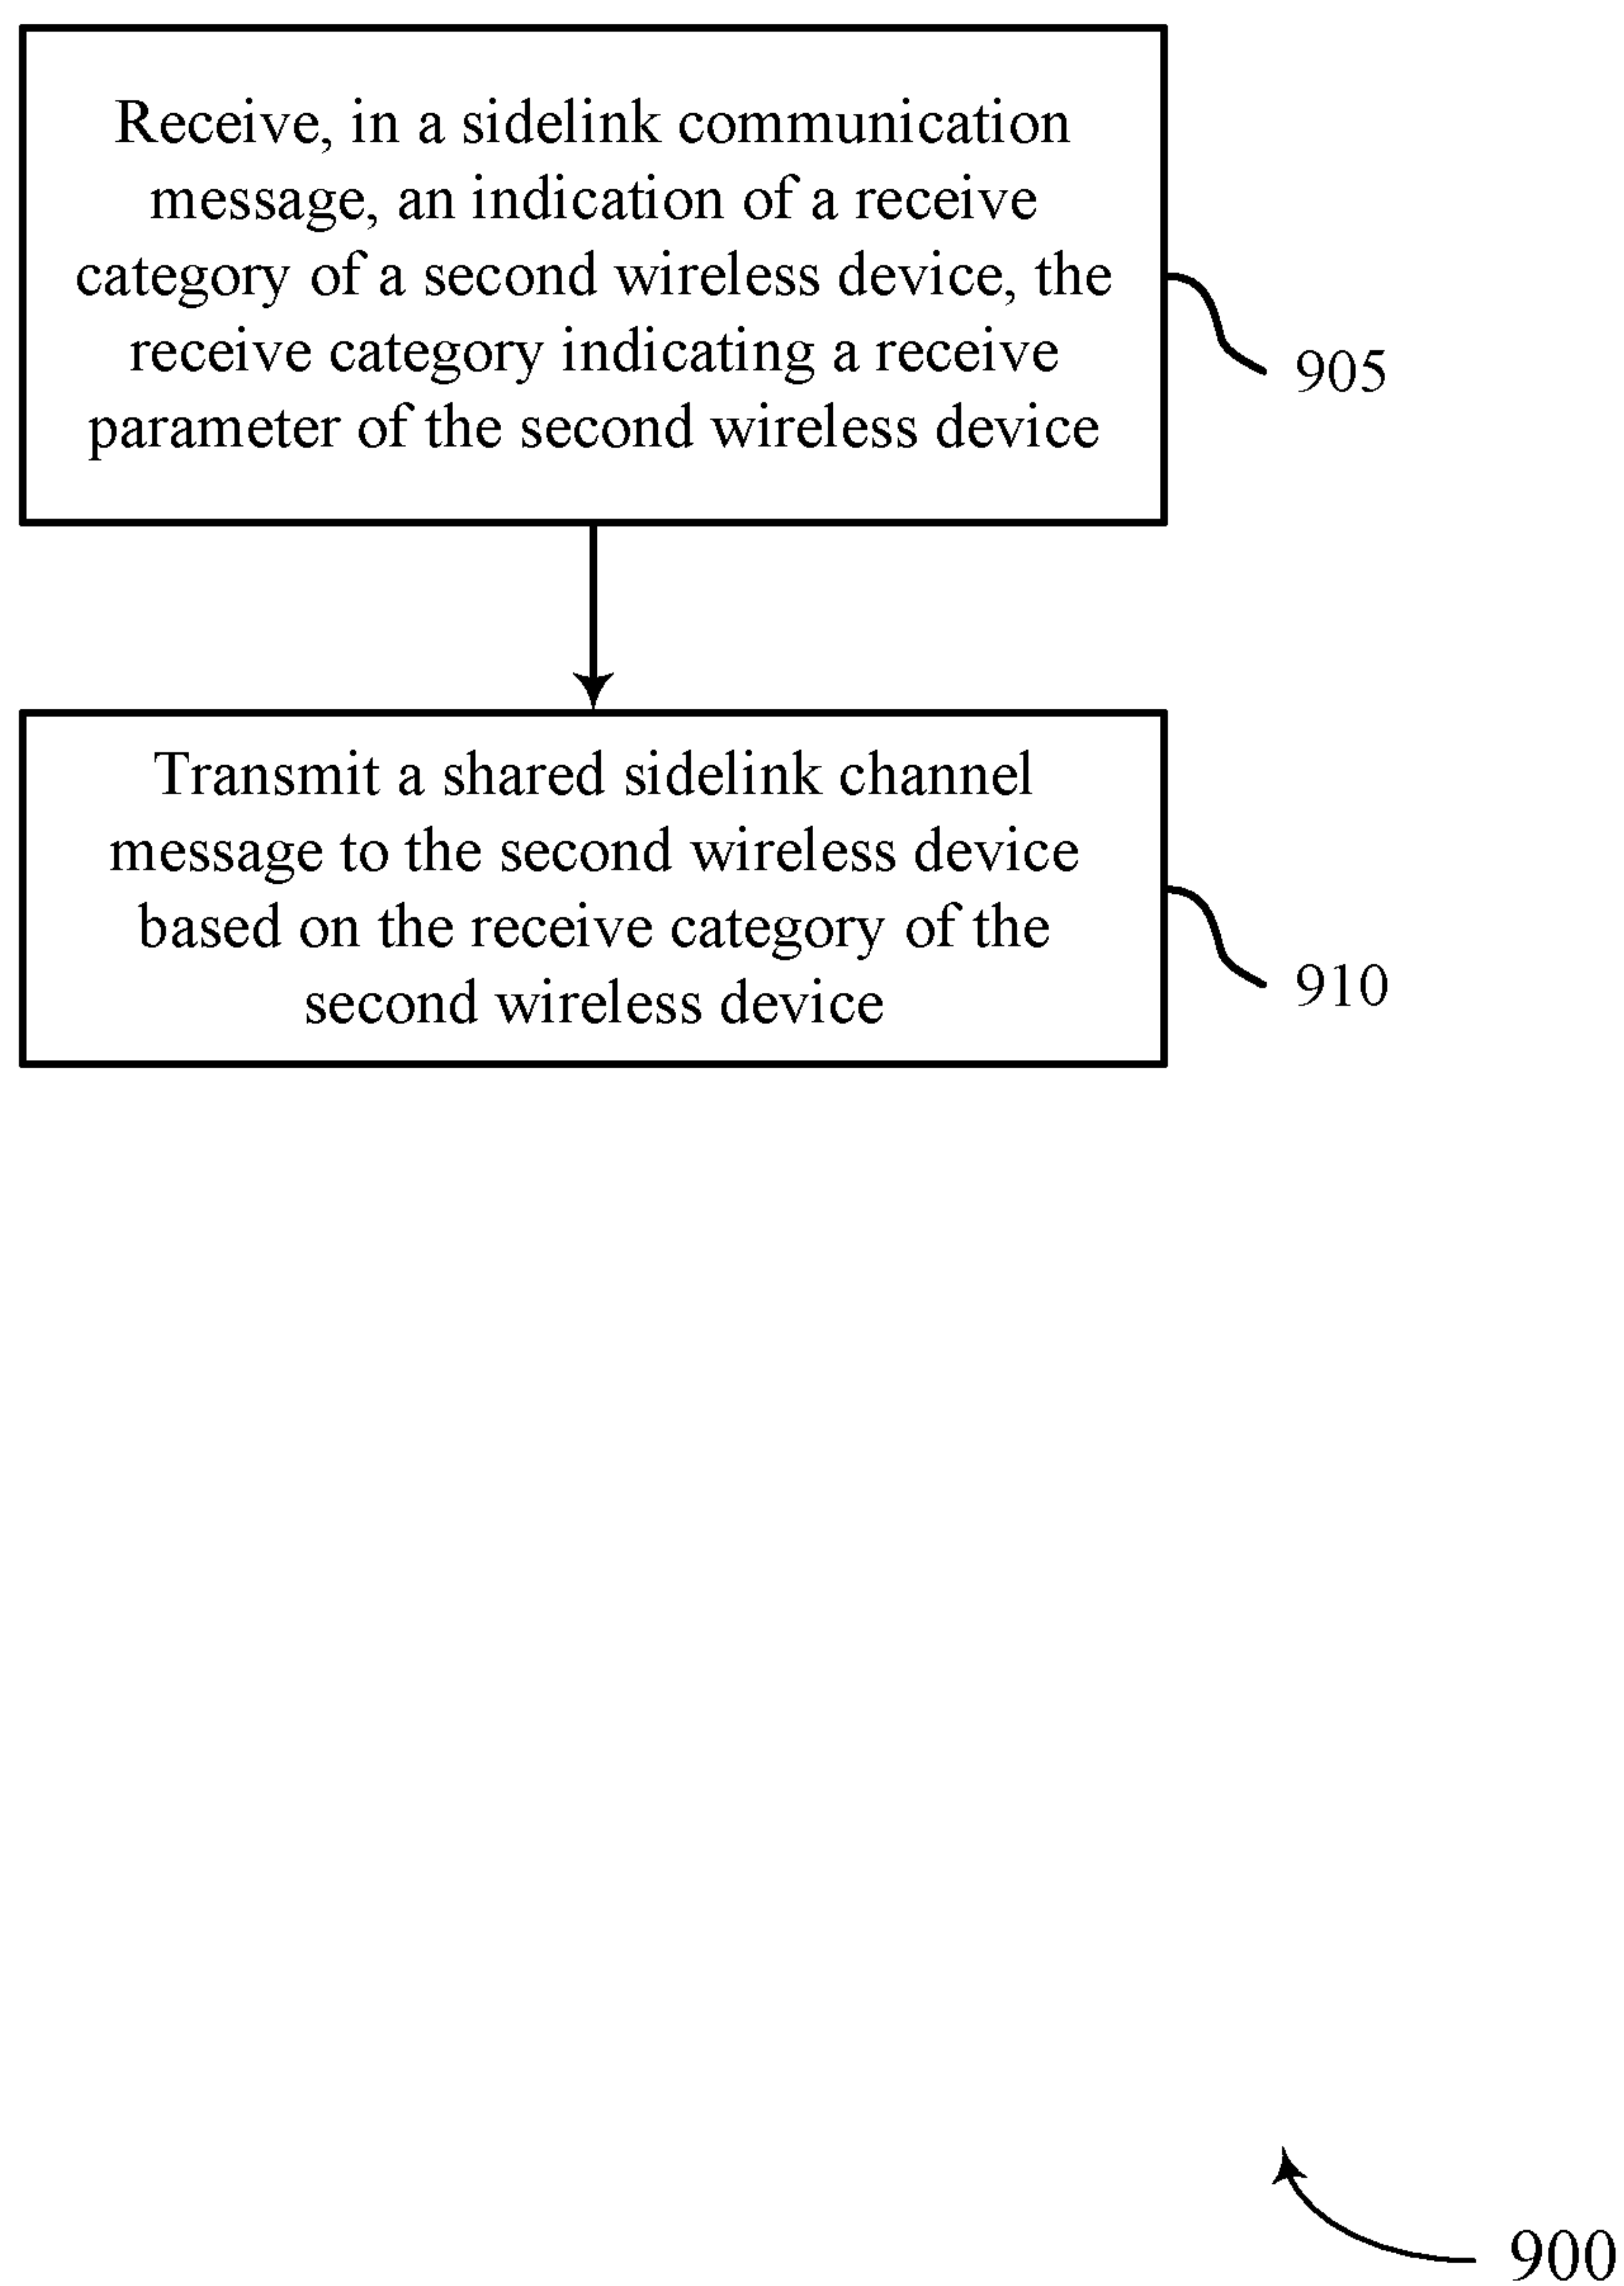 Receive, in a sidelink communication
message, an indication of a receive
category of a second wireless device, the
receive category indicating a receive
parameter of the second wireless device
905
Transmit a shared sidelink channel
message to the second wireless device
based on the receive category of the
second wireless device
910
900